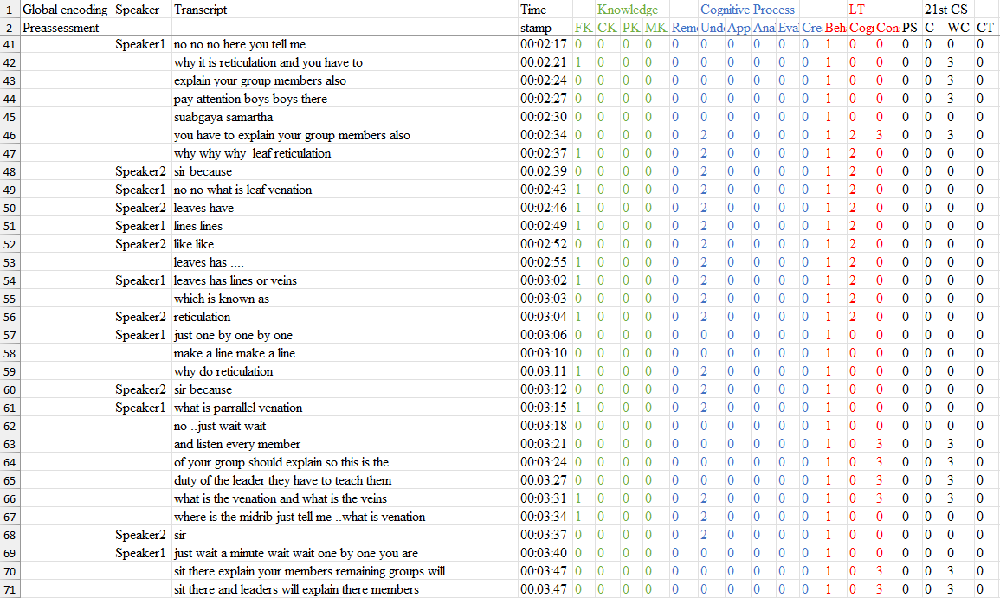 1 Global encoding Speaker Transcript Time Knowledge Cognitive Process LT 21st CS
2 Preassessment stamp FK CK PK MK Rem Und App Ana Eva Cre Beh Cog Con PS C WC CT
41 Speaker1 no no no here you tell me 00:02:17 0 0 0 0 0 0 0 0 0 0 1 0 0 0 0 0 0
42 why it is reticulation and you have to 00:02:21 1 0 0 0 0 0 0 0 0 0 1 0 0 0 0 3 0
43 explain your group members also 00:02:24 0 0 0 0 0 0 0 0 0 0 1 0 0 0 0 3 0
44 pay attention boys boys there 00:02:27 0 0 0 0 0 0 0 0 0 0 1 0 0 0 0 3 0
45 suabgaya samartha 00:02:30 0 0 0 0 0 0 0 0 0 0 1 0 0 0 0 0 0
46 you have to explain your group members also 00:02:34 0 0 0 0 0 2 0 0 0 0 1 2 3 0 0 3 0
47 why why why leaf reticulation 00:02:37 1 0 0 0 0 2 0 0 0 0 1 2 0 0 0 0 0
48 Speaker2 sir because 00:02:39 0 0 0 0 0 2 0 0 0 0 1 2 0 0 0 0 0
49 Speaker1 no no what is leaf venation 00:02:43 1 0 0 0 0 2 0 0 0 0 1 2 0 0 0 0 0
50 Speaker2 leaves have 00:02:46 1 0 0 0 0 2 0 0 0 0 1 2 0 0 0 0 0
51 Speaker1 lines lines 00:02:49 1 0 0 0 0 2 0 0 0 0 1 2 0 0 0 0 0
52 Speaker2 like like 00:02:52 0 0 0 0 0 2 0 0 0 0 1 2 0 0 0 0 0
53 leaves has .... 00:02:55 1 0 0 0 0 2 0 0 0 0 1 2 0 0 0 0 0
54 Speaker1 leaves has lines or veins 00:03:02 1 0 0 0 0 2 0 0 0 0 1 2 0 0 0 0 0
55 which is known as 00:03:03 0 0 0 0 0 2 0 0 0 0 1 2 0 0 0 0 0
56 Speaker2 reticulation 00:03:04 1 0 0 0 0 2 0 0 0 0 1 2 0 0 0 0 0
57 Speaker1 just one by one by one 00:03:06 0 0 0 0 0 0 0 0 0 0 1 0 0 0 0 0 0
58 make a line make a line 00:03:10 0 0 0 0 0 0 0 0 0 0 1 0 0 0 0 0 0
59 why do reticulation 00:03:11 1 0 0 0 0 2 0 0 0 0 1 0 0 0 0 0 0
60 Speaker2 sir because 00:03:12 0 0 0 0 0 2 0 0 0 0 1 0 0 0 0 0 0
61 Speaker1 what is parrallel venation 00:03:15 1 0 0 0 0 2 0 0 0 0 1 0 0 0 0 0 0
62 no ..just wait wait 00:03:18 0 0 0 0 0 0 0 0 0 0 1 0 0 0 0 0 0
63 and listen every member 00:03:21 0 0 0 0 0 0 0 0 0 0 1 0 3 0 0 3 0
64 of your group should explain so this is the 00:03:24 0 0 0 0 0 0 0 0 0 0 1 0 3 0 0 3 0
65 duty of the leader they have to teach them 00:03:27 0 0 0 0 0 0 0 0 0 0 1 0 3 0 0 3 0
66 what is the venation and what is the veins 00:03:31 1 0 0 0 0 2 0 0 0 0 1 0 3 0 0 3 0
67 where is the midrib just tell me ..what is venation 00:03:34 1 0 0 0 0 2 0 0 0 0 1 0 0 0 0 0 0
68 Speaker2 sir 00:03:37 0 0 0 0 0 2 0 0 0 0 1 0 0 0 0 0 0
69 Speaker1 just wait a minute wait wait one by one you are 00:03:40 0 0 0 0 0 0 0 0 0 0 1 0 0 0 0 0 0
70 sit there explain your members remaining groups will 00:03:47 0 0 0 0 0 0 0 0 0 0 1 0 3 0 0 3 0
71 sit there and leaders will explain there members 00:03:47 0 0 0 0 0 0 0 0 0 0 1 0 3 0 0 3 0